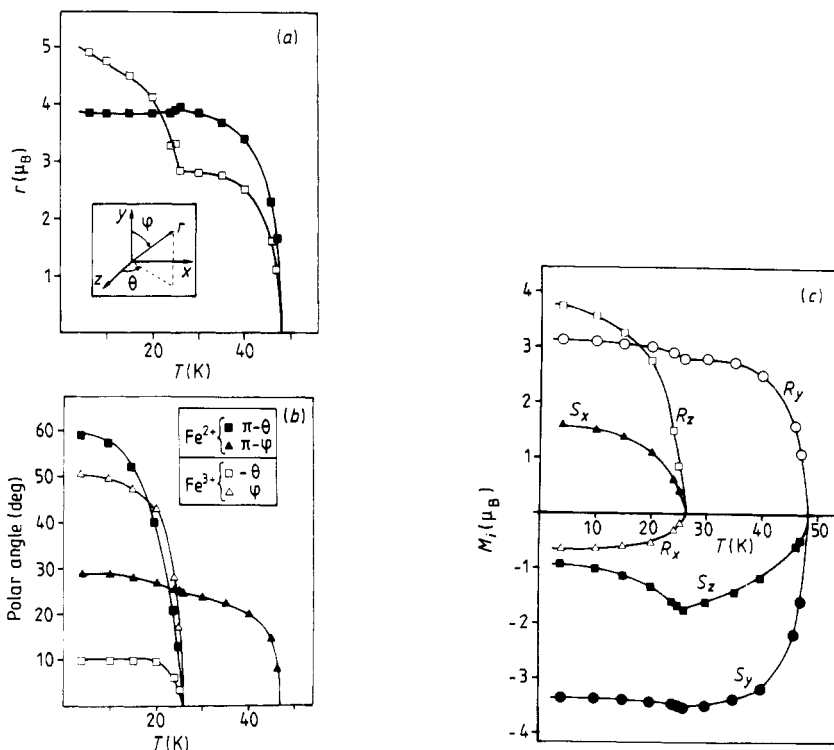 (a)
5
4
3
2
1
r (μB)
y
φ
r
z
θ
x
20
40
T(K)
(b)
60
50
40
30
20
10
Polar angle (deg)
Fe2+ { ■ π-θ
▲ π-φ
Fe3+ { □ -θ
△ φ
20
40
T(K)
(c)
4
3
2
1
0
-1
-2
-3
-4
Mi (μB)
10
20
30
40
50
T(K)
Rz
Ry
Sx
Rx
Sz
Sy